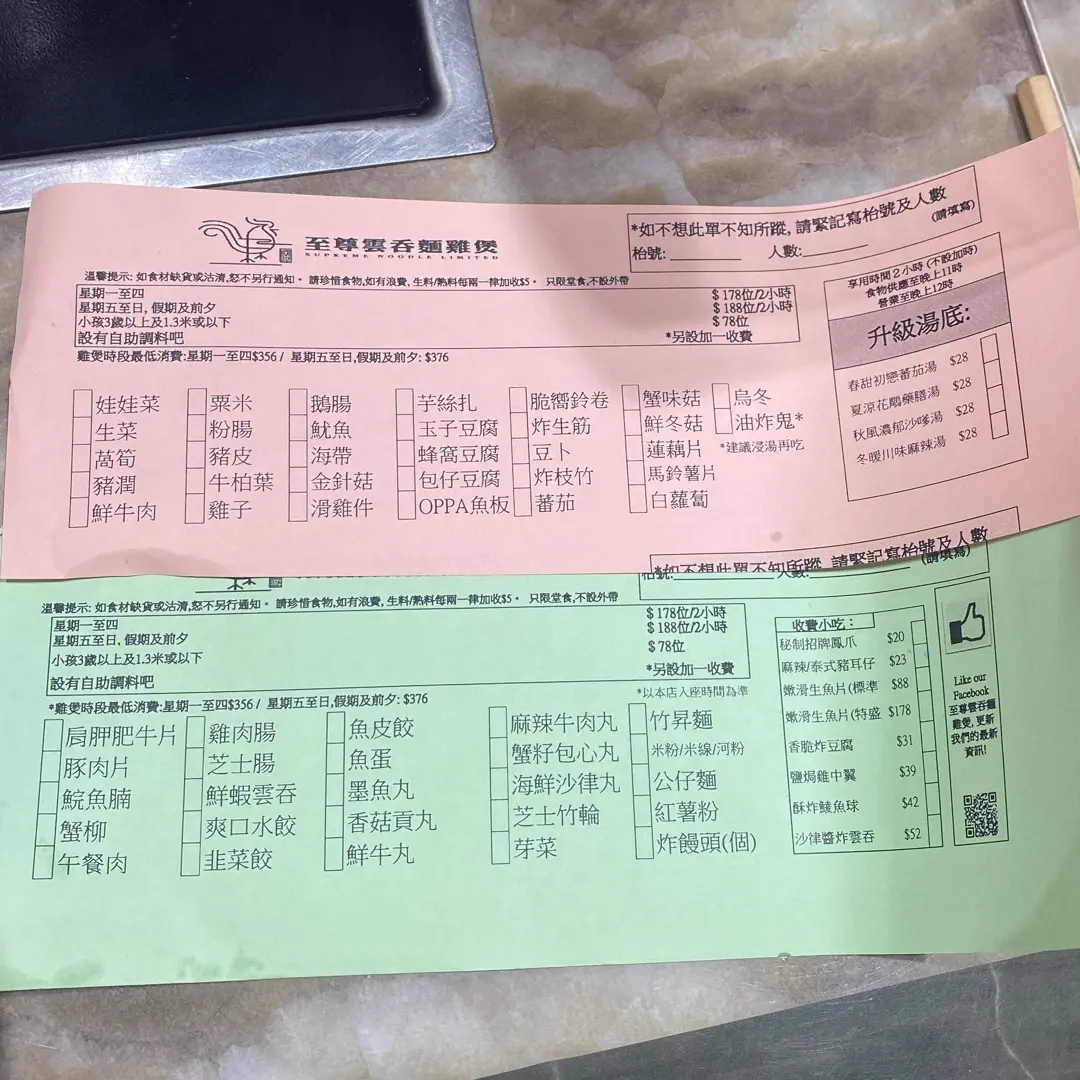 至尊雲吞麵雞煲
SUPREME NOODLE LIMITED
*如不想此單不知所蹤, 請緊記寫枱號及人數
(請填寫)
枱號: 人數:
溫馨提示: 如食材缺貨或沽清,恕不另行通知。 請珍惜食物,如有浪費, 生料/熟料每兩一律加收$5。 只限堂食,不設外帶
星期一至四 $ 178位/2小時
星期五至日, 假期及前夕 $ 188位/2小時
小孩3歲以上及1.3米或以下 $ 78位
設有自助調料吧 *另設加一收費
雞煲時段最低消費:星期一至四$356 / 星期五至日,假期及前夕: $376
享用時間 2 小時 (不設加時)
食物供應至晚上11時
營業至晚上12時
升級湯底:
春甜初戀蕃茄湯 $28
夏涼花鵰藥膳湯 $28
秋風濃郁沙嗲湯 $28
冬暖川味麻辣湯 $28
娃娃菜 粟米 鵝腸 芋絲扎 脆嚮鈴卷 蟹味菇 烏冬
生菜 粉腸 魷魚 玉子豆腐 炸生筋 鮮冬菇 油炸鬼*
萵筍 豬皮 海帶 蜂窩豆腐 豆卜 蓮藕片 *建議浸湯再吃
豬潤 牛柏葉 金針菇 包仔豆腐 炸枝竹 馬鈴薯片
鮮牛肉 雞子 滑雞件 OPPA魚板 蕃茄 白蘿蔔
*如不想此單不知所蹤, 請緊記寫枱號及人數
(請填寫)
枱號: 人數:
溫馨提示: 如食材缺貨或沽清,恕不另行通知。 請珍惜食物,如有浪費, 生料/熟料每兩一律加收$5。 只限堂食,不設外帶
星期一至四 $ 178位/2小時
星期五至日, 假期及前夕 $ 188位/2小時
小孩3歲以上及1.3米或以下 $ 78位
設有自助調料吧 *另設加一收費
*雞煲時段最低消費:星期一至四$356 / 星期五至日,假期及前夕: $376
*以本店入座時間為準
肩胛肥牛片 雞肉腸 魚皮餃 麻辣牛肉丸 竹昇麵
豚肉片 芝士腸 魚蛋 蟹籽包心丸 米粉/米線/河粉
鯇魚腩 鮮蝦雲吞 墨魚丸 海鮮沙律丸 公仔麵
蟹柳 爽口水餃 香菇貢丸 芝士竹輪 紅薯粉
午餐肉 韭菜餃 鮮牛丸 芽菜 炸饅頭(個)
收費小吃:
秘制招牌鳳爪 $20
麻辣/泰式豬耳仔 $23
嫩滑生魚片(標準 $88
嫩滑生魚片(特盛 $178
香脆炸豆腐 $31
鹽焗雞中翼 $39
酥炸鯪魚球 $42
沙律醬炸雲吞 $52
Like our
Facebook
至尊雲吞麵
雞煲, 更新
我們的最新
資訊!